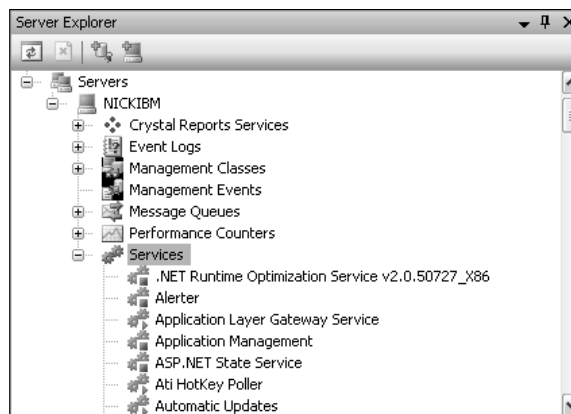 Server Explorer
Servers
NICKIBM
Crystal Reports Services
Event Logs
Management Classes
Management Events
Message Queues
Performance Counters
Services
.NET Runtime Optimization Service v2.0.50727_X86
Alerter
Application Layer Gateway Service
Application Management
ASP.NET State Service
Ati HotKey Poller
Automatic Updates